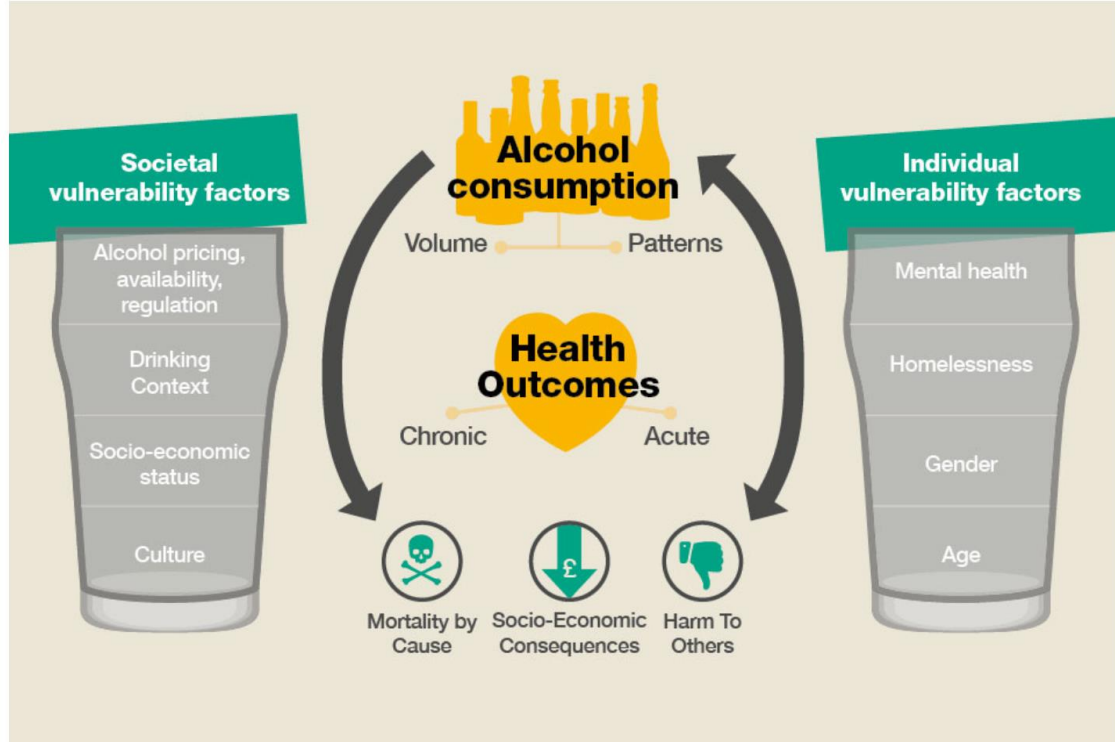 Societal
vulnerability factors
Alcohol pricing,
availability,
regulation
Drinking
Context
Socio-economic
status
Culture
Alcohol
consumption
Volume
Patterns
Health
Outcomes
Chronic
Acute
£
Mortality by
Cause
Socio-Economic
Consequences
Harm To
Others
Individual
vulnerability factors
Mental health
Homelessness
Gender
Age